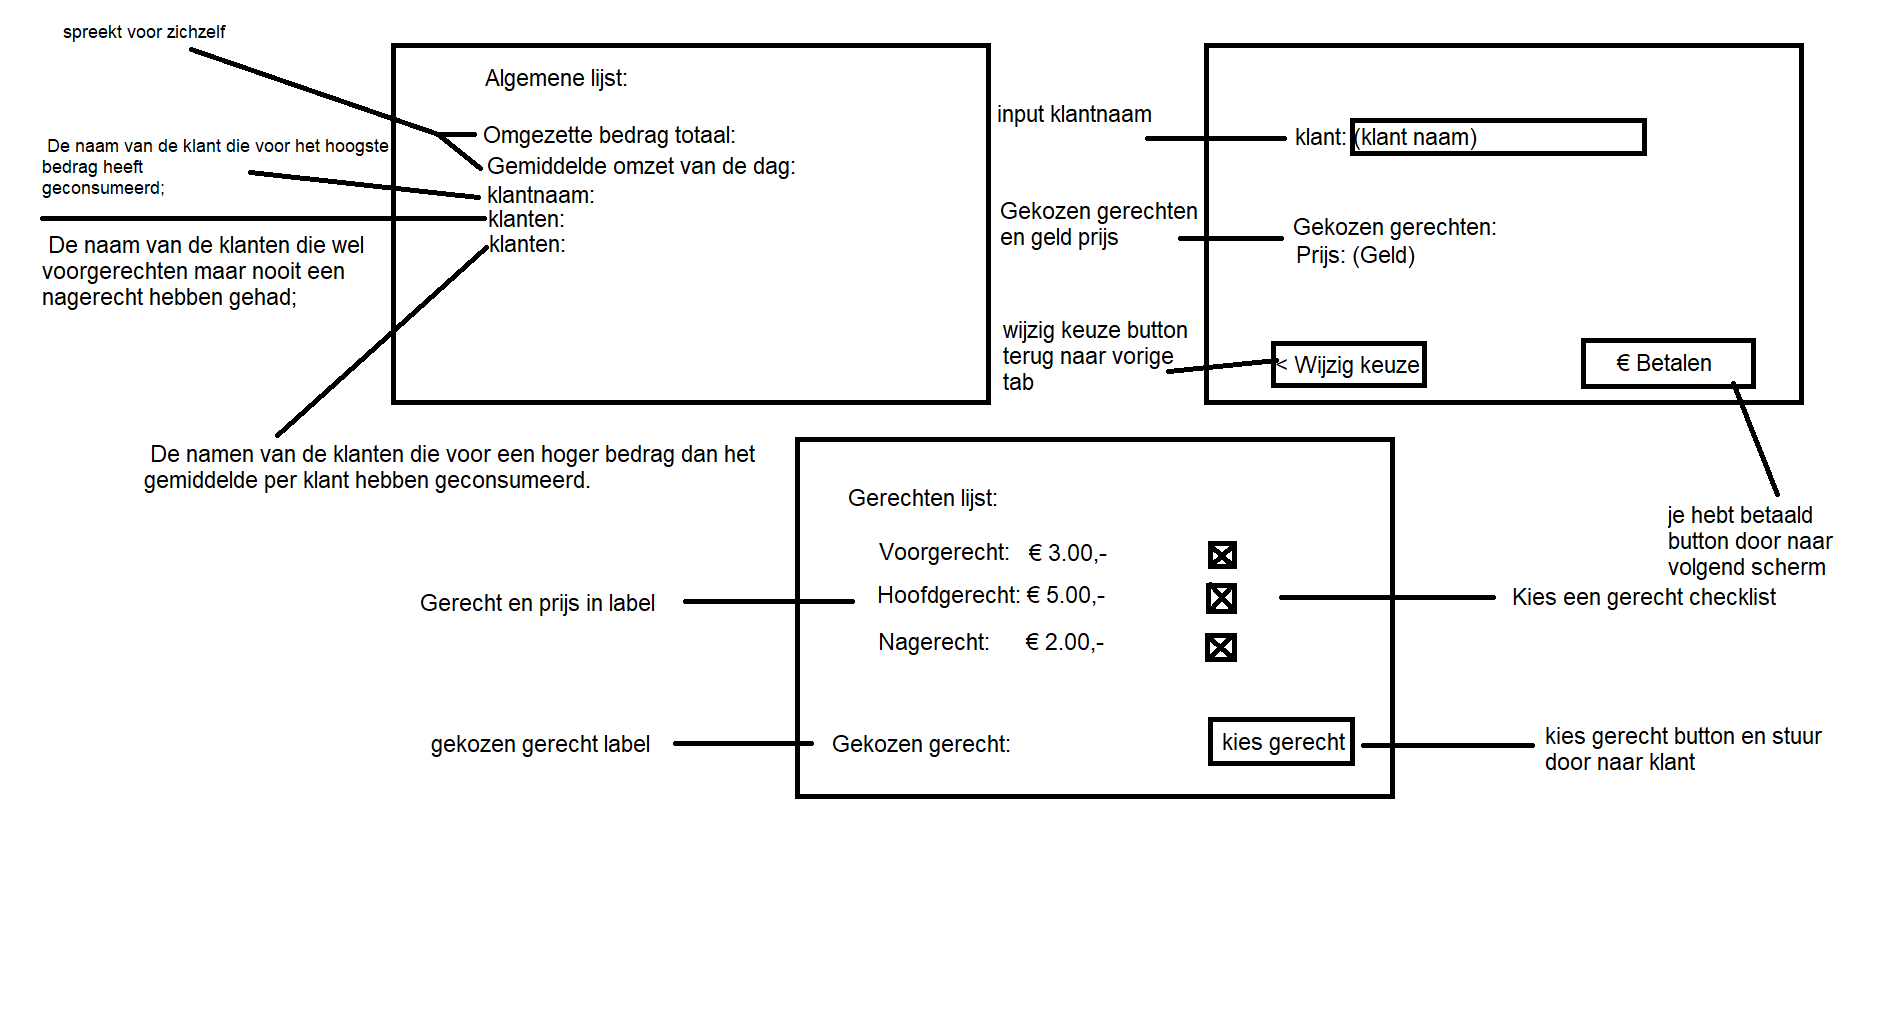 spreekt voor zichzelf
De naam van de klant die voor het hoogste
bedrag heeft
geconsumeerd;
De naam van de klanten die wel
voorgerechten maar nooit een
nagerecht hebben gehad;
De namen van de klanten die voor een hoger bedrag dan het
gemiddelde per klant hebben geconsumeerd.
Algemene lijst:
Omgezette bedrag totaal:
Gemiddelde omzet van de dag:
klantnaam:
klanten:
klanten:
input klantnaam
klant: (klant naam)
Gekozen gerechten
en geld prijs
Gekozen gerechten:
Prijs: (Geld)
wijzig keuze button
terug naar vorige
tab
< Wijzig keuze
€ Betalen
je hebt betaald
button door naar
volgend scherm
Gerechten lijst:
Voorgerecht: € 3.00,-
Hoofdgerecht: € 5.00,-
Nagerecht: € 2.00,-
Gerecht en prijs in label
Kies een gerecht checklist
gekozen gerecht label
Gekozen gerecht:
kies gerecht
kies gerecht button en stuur
door naar klant